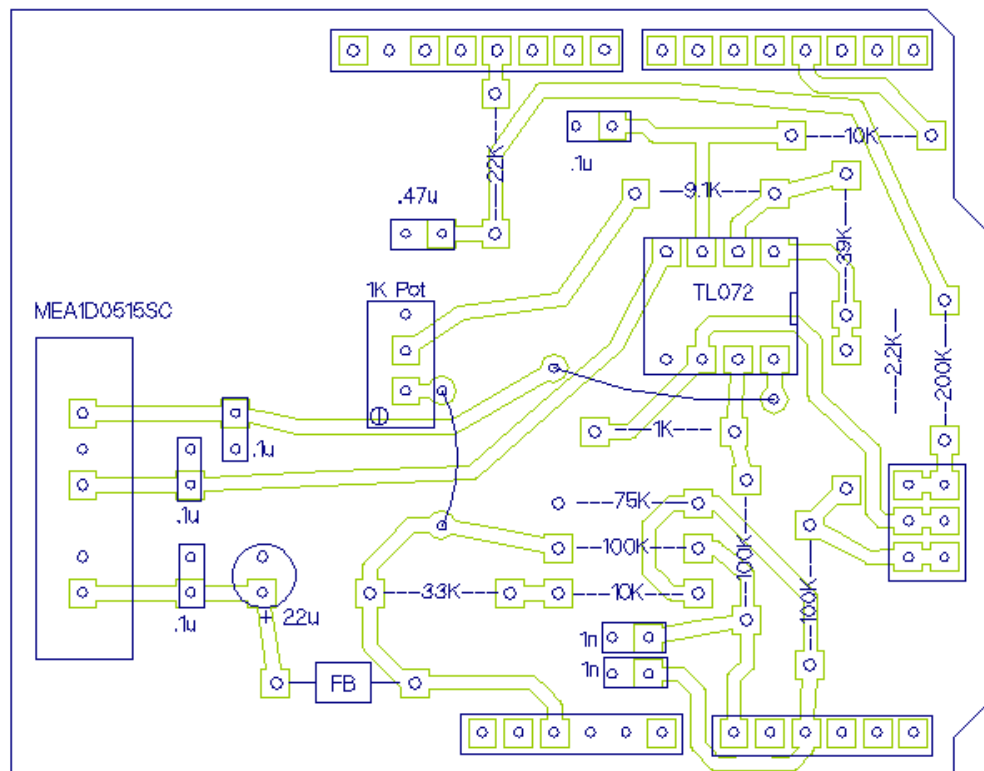 10K
22K
.1u
9.1K
.47u
39K
1K Pot
TL072
MEA1D0515SC
2.2K
200K
1K
.1u
75K
.1u
100K
100K
100K
33K
10K
+ 22u
.1u
1n
1n
FB